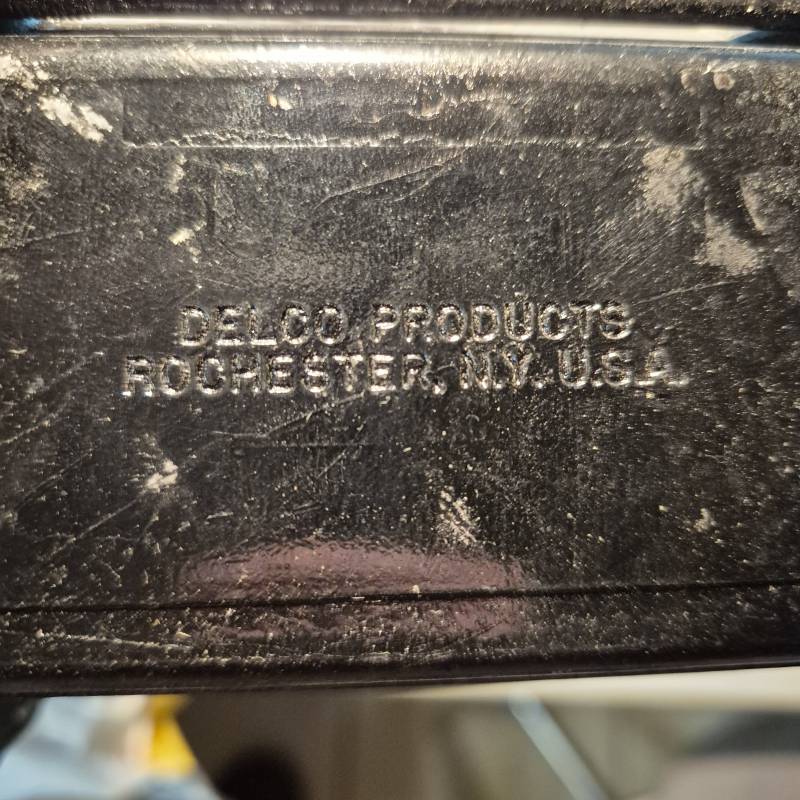 DELCO PRODUCTS
ROCHESTER, N.Y. U.S.A.